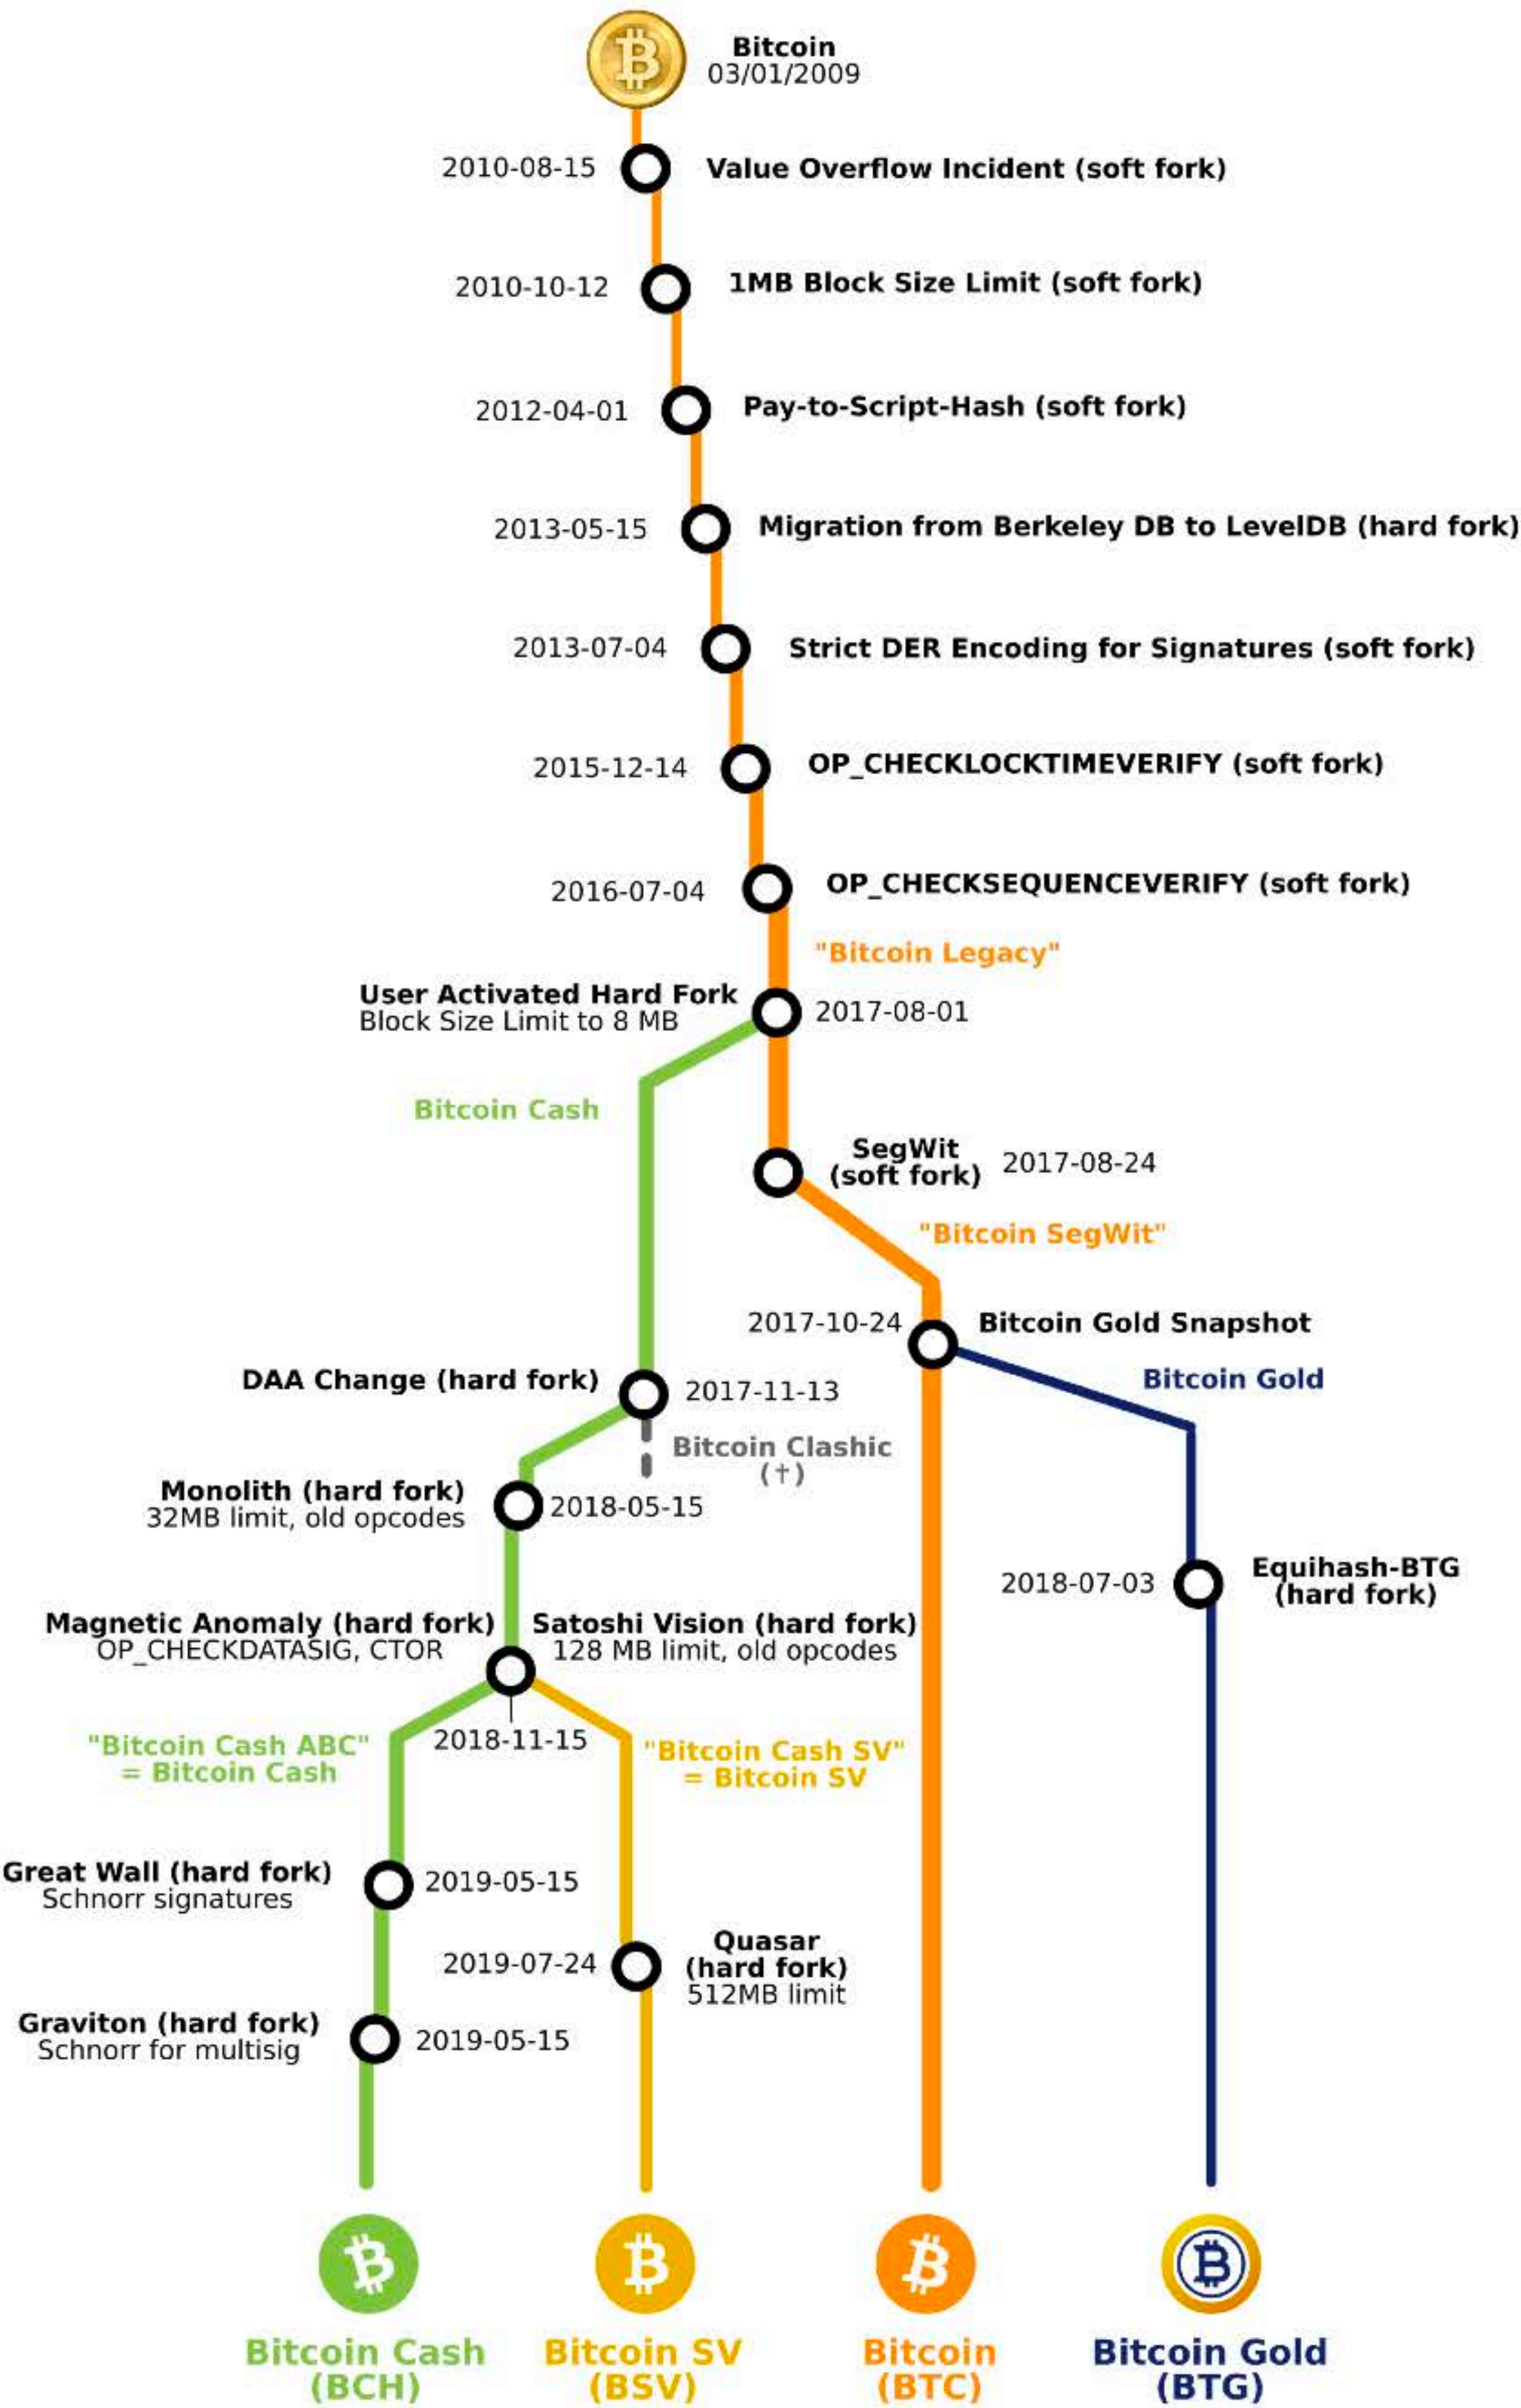 Bitcoin
03/01/2009
2010-08-15
Value Overflow Incident (soft fork)
2010-10-12
1MB Block Size Limit (soft fork)
2012-04-01
Pay-to-Script-Hash (soft fork)
2013-05-15
Migration from Berkeley DB to LevelDB (hard fork)
2013-07-04
Strict DER Encoding for Signatures (soft fork)
2015-12-14
OP_CHECKLOCKTIMEVERIFY (soft fork)
2016-07-04
OP_CHECKSEQUENCEVERIFY (soft fork)
"Bitcoin Legacy"
User Activated Hard Fork
Block Size Limit to 8 MB
2017-08-01
Bitcoin Cash
SegWit
(soft fork)
2017-08-24
"Bitcoin SegWit"
2017-10-24
Bitcoin Gold Snapshot
Bitcoin Gold
DAA Change (hard fork)
2017-11-13
Bitcoin Clashic
(†)
Monolith (hard fork)
32MB limit, old opcodes
2018-05-15
2018-07-03
Equihash-BTG
(hard fork)
Magnetic Anomaly (hard fork)
OP_CHECKDATASIG, CTOR
Satoshi Vision (hard fork)
128 MB limit, old opcodes
2018-11-15
"Bitcoin Cash ABC"
= Bitcoin Cash
"Bitcoin Cash SV"
= Bitcoin SV
Great Wall (hard fork)
Schnorr signatures
2019-05-15
2019-07-24
Quasar
(hard fork)
512MB limit
Graviton (hard fork)
Schnorr for multisig
2019-05-15
Bitcoin Cash
(BCH)
Bitcoin SV
(BSV)
Bitcoin
(BTC)
Bitcoin Gold
(BTG)